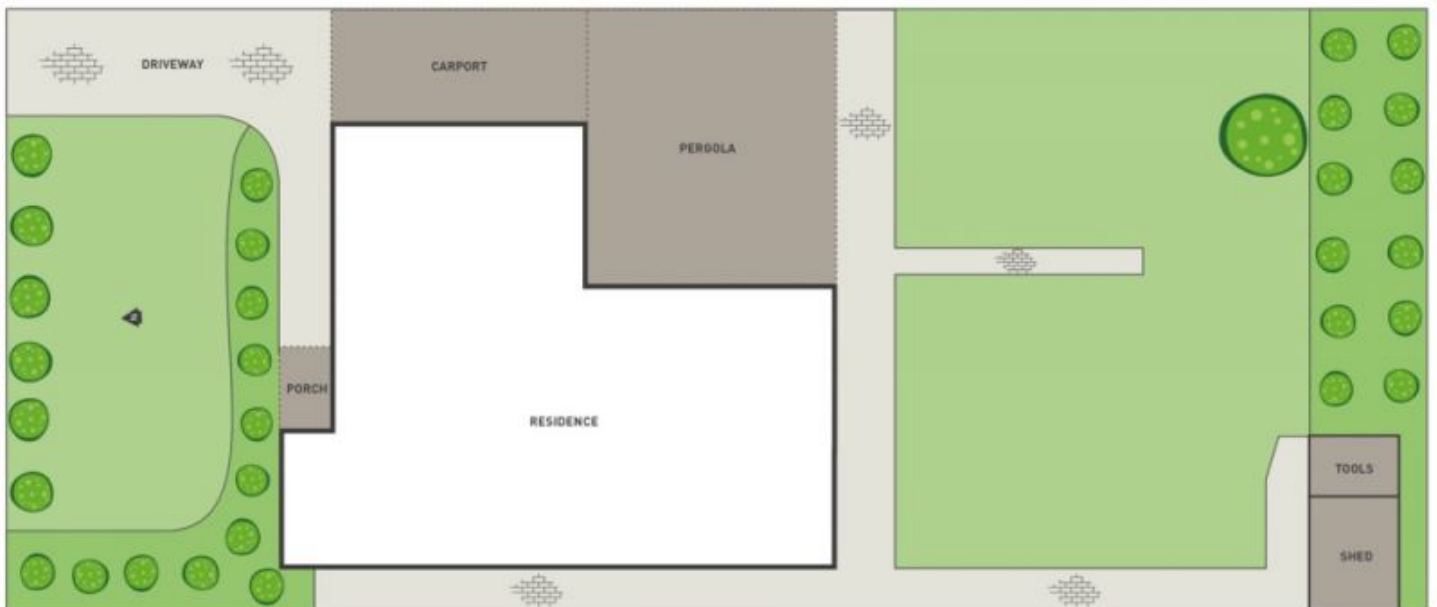 DRIVEWAY
CARPORT
PERGOLA
PORCH
RESIDENCE
TOOLS
SHED